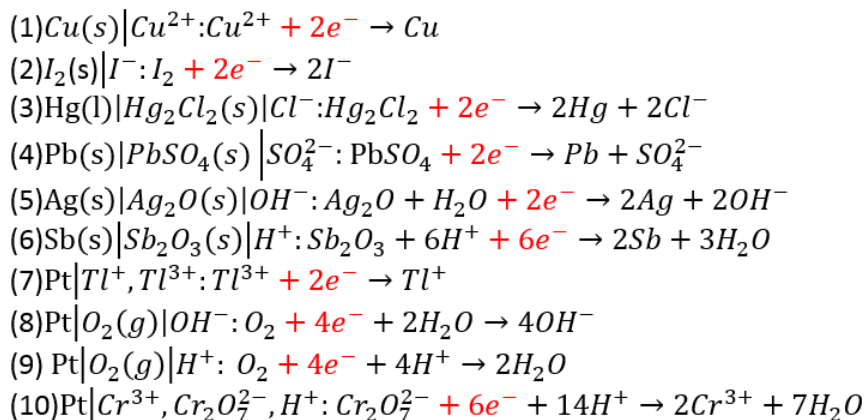 (1)Cu(s)|Cu²⁺:Cu²⁺ + 2e⁻ → Cu
(2)I₂(s)|I⁻: I₂ + 2e⁻ → 2I⁻
(3)Hg(l)|Hg₂Cl₂(s)|Cl⁻:Hg₂Cl₂ + 2e⁻ → 2Hg + 2Cl⁻
(4)Pb(s)|PbSO₄(s) |SO₄²⁻: PbSO₄ + 2e⁻ → Pb + SO₄²⁻
(5)Ag(s)|Ag₂O(s)|OH⁻: Ag₂O + H₂O + 2e⁻ → 2Ag + 2OH⁻
(6)Sb(s)|Sb₂O₃(s)|H⁺: Sb₂O₃ + 6H⁺ + 6e⁻ → 2Sb + 3H₂O
(7)Pt|Tl⁺, Tl³⁺: Tl³⁺ + 2e⁻ → Tl⁺
(8)Pt|O₂(g)|OH⁻: O₂ + 4e⁻ + 2H₂O → 4OH⁻
(9) Pt|O₂(g)|H⁺: O₂ + 4e⁻ + 4H⁺ → 2H₂O
(10)Pt|Cr³⁺, Cr₂O₇²⁻, H⁺: Cr₂O₇²⁻ + 6e⁻ + 14H⁺ → 2Cr³⁺ + 7H₂O